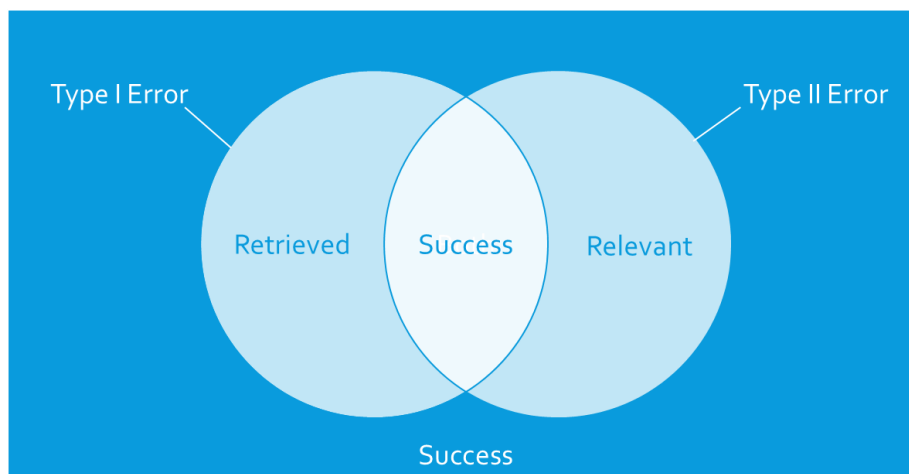 Type I Error
Type II Error
Retrieved
Success
Relevant
Success